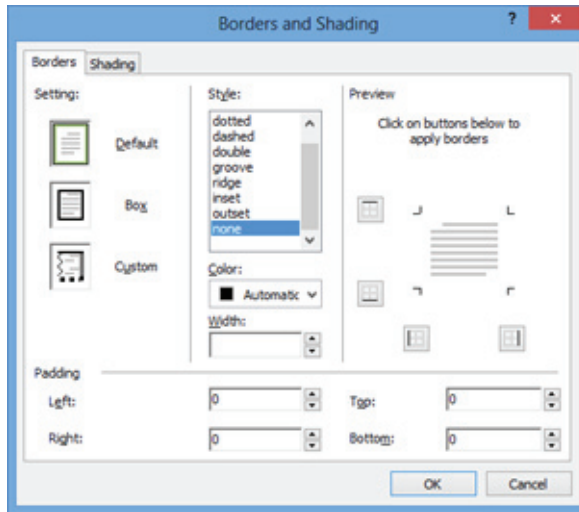 Borders and Shading
?
Borders
Shading
Setting:
Default
Box
Custom
Style:
dotted
dashed
double
groove
ridge
inset
outset
none
Color:
Automatic
Width:
Preview
Click on buttons below to
apply borders
Padding
Left:
0
Top:
0
Right:
0
Bottom:
0
OK
Cancel